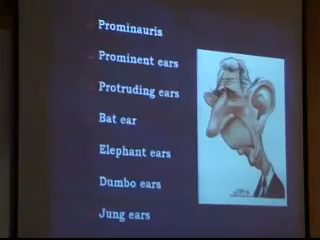 Prominauris
Prominent ears
Protruding ears
Bat ear
Elephant ears
Dumbo ears
Jung ears